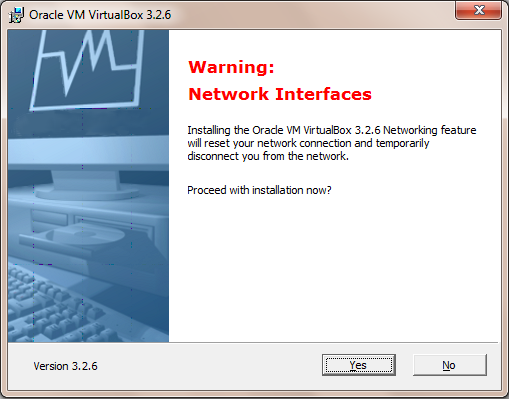 Oracle VM VirtualBox 3.2.6
Warning:
Network Interfaces
Installing the Oracle VM VirtualBox 3.2.6 Networking feature
will reset your network connection and temporarily
disconnect you from the network.
Proceed with installation now?
Version 3.2.6
Yes
No